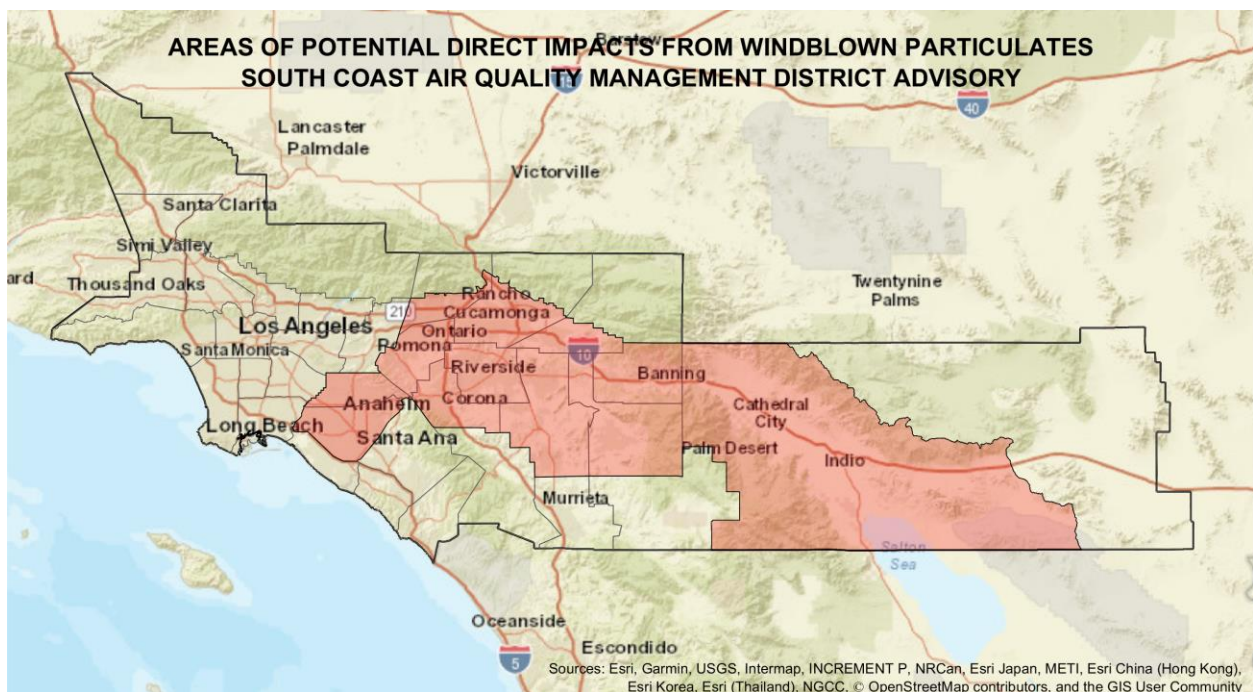 AREAS OF POTENTIAL DIRECT IMPACTS FROM WINDBLOWN PARTICULATES
SOUTH COAST AIR QUALITY MANAGEMENT DISTRICT ADVISORY
Barstow
15
40
Lancaster
Palmdale
Victorville
Santa Clarita
Simi Valley
ard
Thousand Oaks
Twentynine
Palms
Rancho
Cucamonga
210
Los Angeles
Ontario
Pomona
Santa Monica
10
Riverside
Banning
Corona
Anaheim
Cathedral
City
Long Beach
Santa Ana
Palm Desert
Indio
Murrieta
Salton
Sea
Oceanside
Escondido
5
Sources: Esri, Garmin, USGS, Intermap, INCREMENT P, NRCan, Esri Japan, METI, Esri China (Hong Kong),
Esri Korea, Esri (Thailand), NGCC, © OpenStreetMap contributors, and the GIS User Community